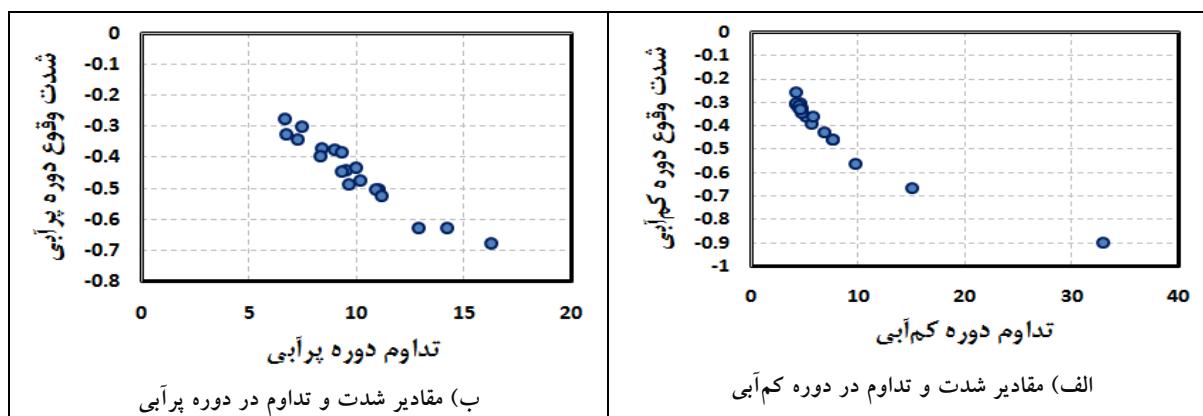 0
-0.1
-0.2
-0.3
-0.4
-0.5
-0.6
-0.7
-0.8
-0.9
-1
شدت وقوع دوره کم‌آبی
0 10 20 30 40
تداوم دوره کم‌آبی
الف) مقادیر شدت و تداوم در دوره کم‌آبی
0
-0.1
-0.2
-0.3
-0.4
-0.5
-0.6
-0.7
-0.8
شدت وقوع دوره پرآبی
0 5 10 15 20
تداوم دوره پرآبی
ب) مقادیر شدت و تداوم در دوره پرآبی